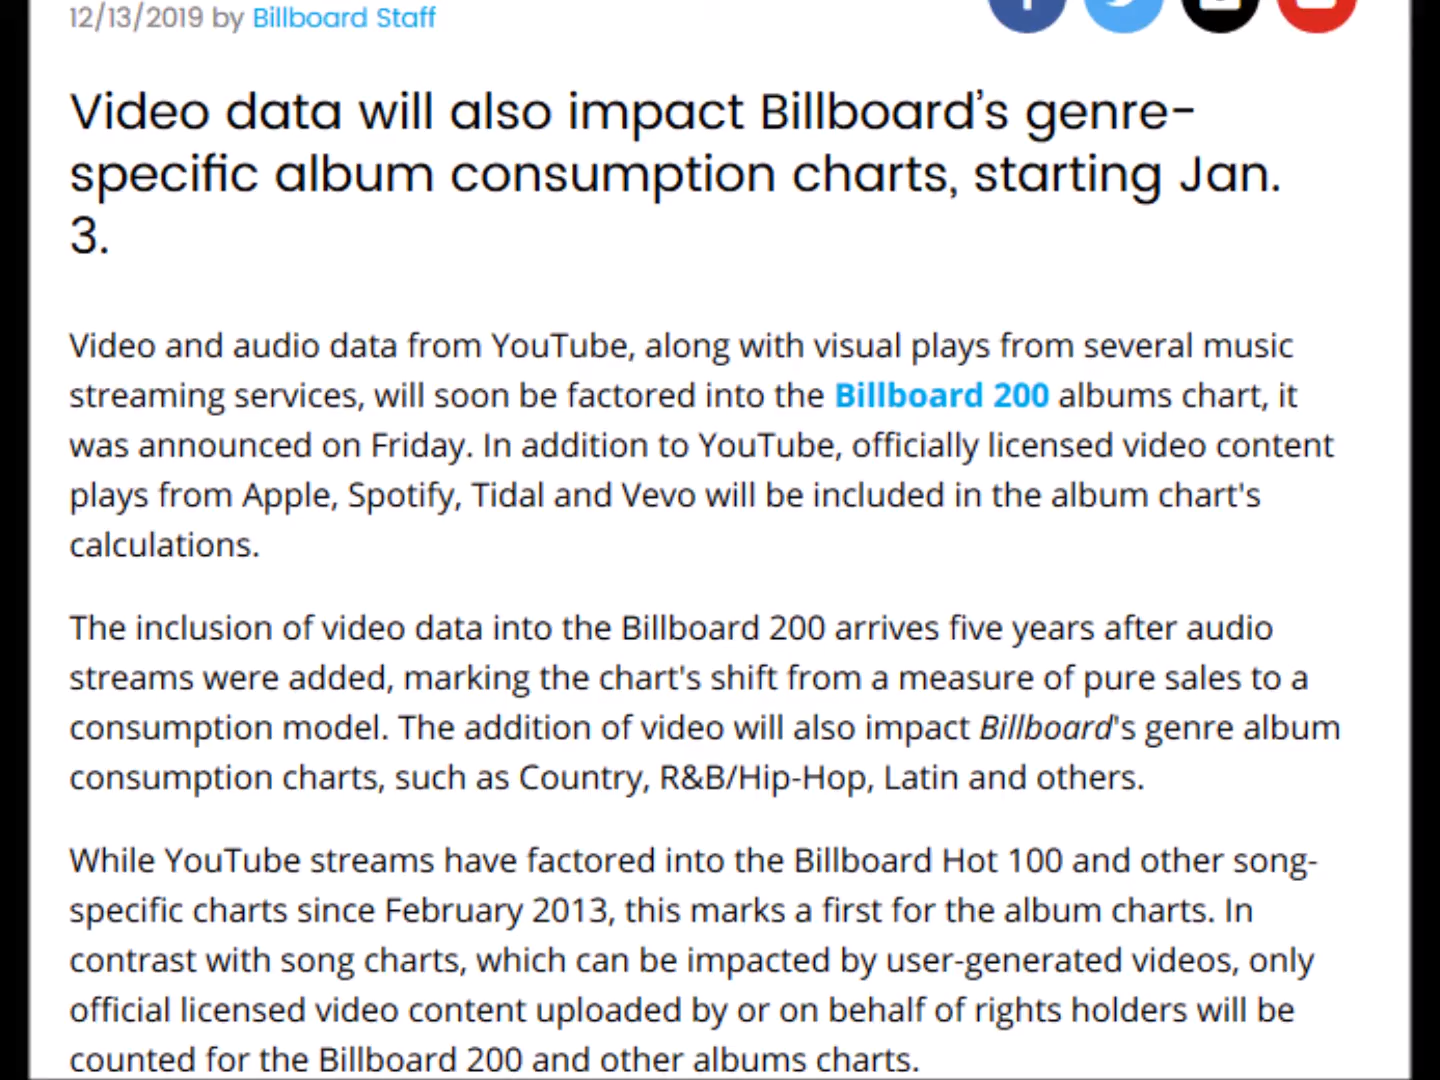 12/13/2019 by Billboard Staff
Video data will also impact Billboard’s genre-
specific album consumption charts, starting Jan.
3.
Video and audio data from YouTube, along with visual plays from several music
streaming services, will soon be factored into the Billboard 200 albums chart, it
was announced on Friday. In addition to YouTube, officially licensed video content
plays from Apple, Spotify, Tidal and Vevo will be included in the album chart's
calculations.
The inclusion of video data into the Billboard 200 arrives five years after audio
streams were added, marking the chart's shift from a measure of pure sales to a
consumption model. The addition of video will also impact Billboard's genre album
consumption charts, such as Country, R&B/Hip-Hop, Latin and others.
While YouTube streams have factored into the Billboard Hot 100 and other song-
specific charts since February 2013, this marks a first for the album charts. In
contrast with song charts, which can be impacted by user-generated videos, only
official licensed video content uploaded by or on behalf of rights holders will be
counted for the Billboard 200 and other albums charts.